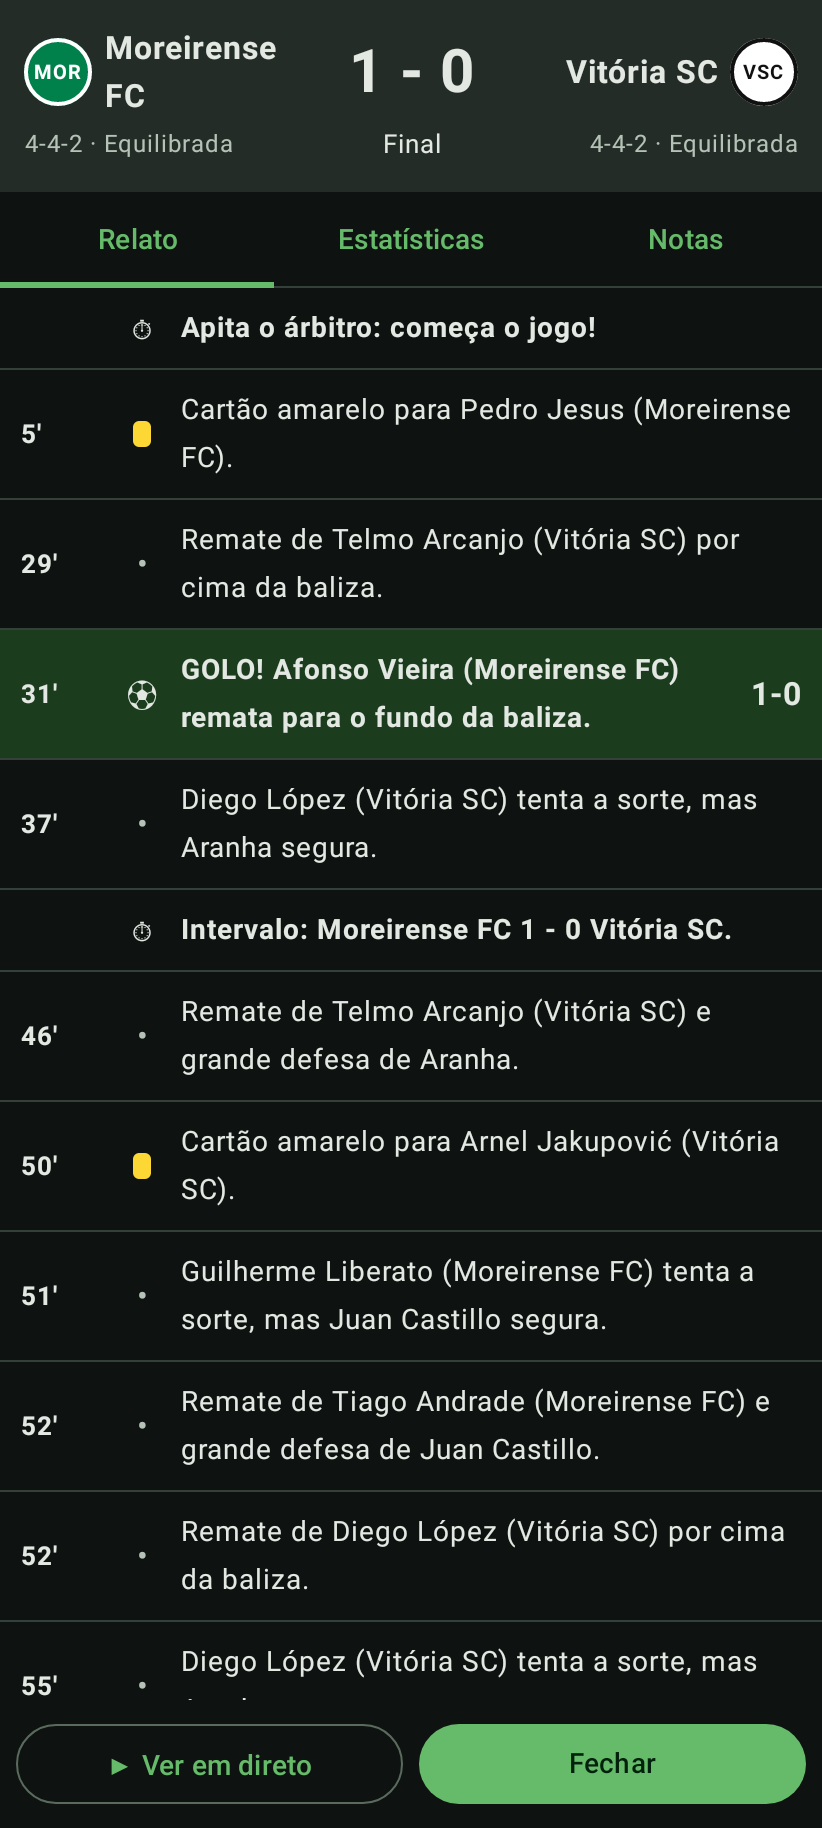 MOR
Moreirense
FC
1 - 0
Vitória SC
VSC
4-4-2 · Equilibrada
Final
4-4-2 · Equilibrada
Relato
Estatísticas
Notas
Apita o árbitro: começa o jogo!
5'
Cartão amarelo para Pedro Jesus (Moreirense
FC).
29'
Remate de Telmo Arcanjo (Vitória SC) por
cima da baliza.
31'
GOLO! Afonso Vieira (Moreirense FC)
remata para o fundo da baliza.
1-0
37'
Diego López (Vitória SC) tenta a sorte, mas
Aranha segura.
Intervalo: Moreirense FC 1 - 0 Vitória SC.
46'
Remate de Telmo Arcanjo (Vitória SC) e
grande defesa de Aranha.
50'
Cartão amarelo para Arnel Jakupović (Vitória
SC).
51'
Guilherme Liberato (Moreirense FC) tenta a
sorte, mas Juan Castillo segura.
52'
Remate de Tiago Andrade (Moreirense FC) e
grande defesa de Juan Castillo.
52'
Remate de Diego López (Vitória SC) por cima
da baliza.
55'
Diego López (Vitória SC) tenta a sorte, mas
► Ver em direto
Fechar